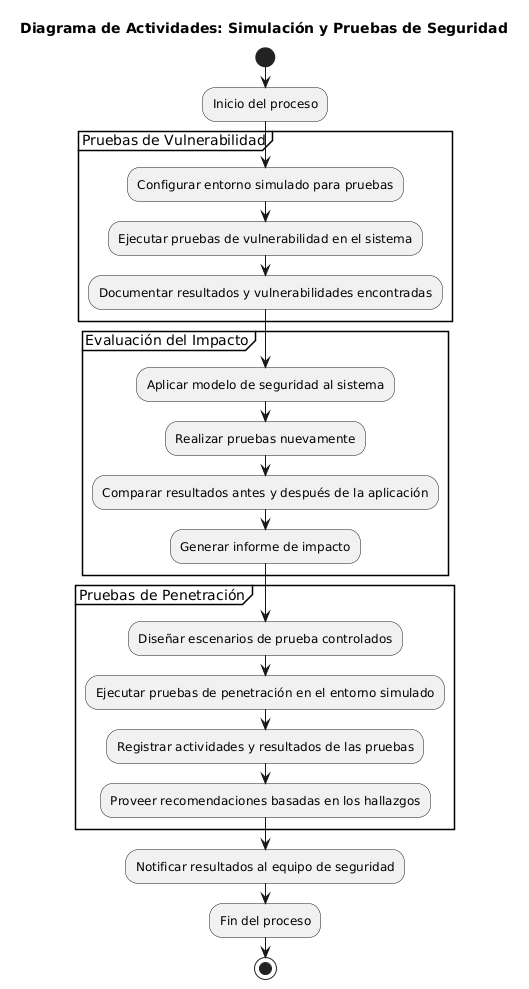 Diagrama de Actividades: Simulación y Pruebas de Seguridad
Inicio del proceso
Pruebas de Vulnerabilidad
Configurar entorno simulado para pruebas
Ejecutar pruebas de vulnerabilidad en el sistema
Documentar resultados y vulnerabilidades encontradas
Evaluación del Impacto
Aplicar modelo de seguridad al sistema
Realizar pruebas nuevamente
Comparar resultados antes y después de la aplicación
Generar informe de impacto
Pruebas de Penetración
Diseñar escenarios de prueba controlados
Ejecutar pruebas de penetración en el entorno simulado
Registrar actividades y resultados de las pruebas
Proveer recomendaciones basadas en los hallazgos
Notificar resultados al equipo de seguridad
Fin del proceso